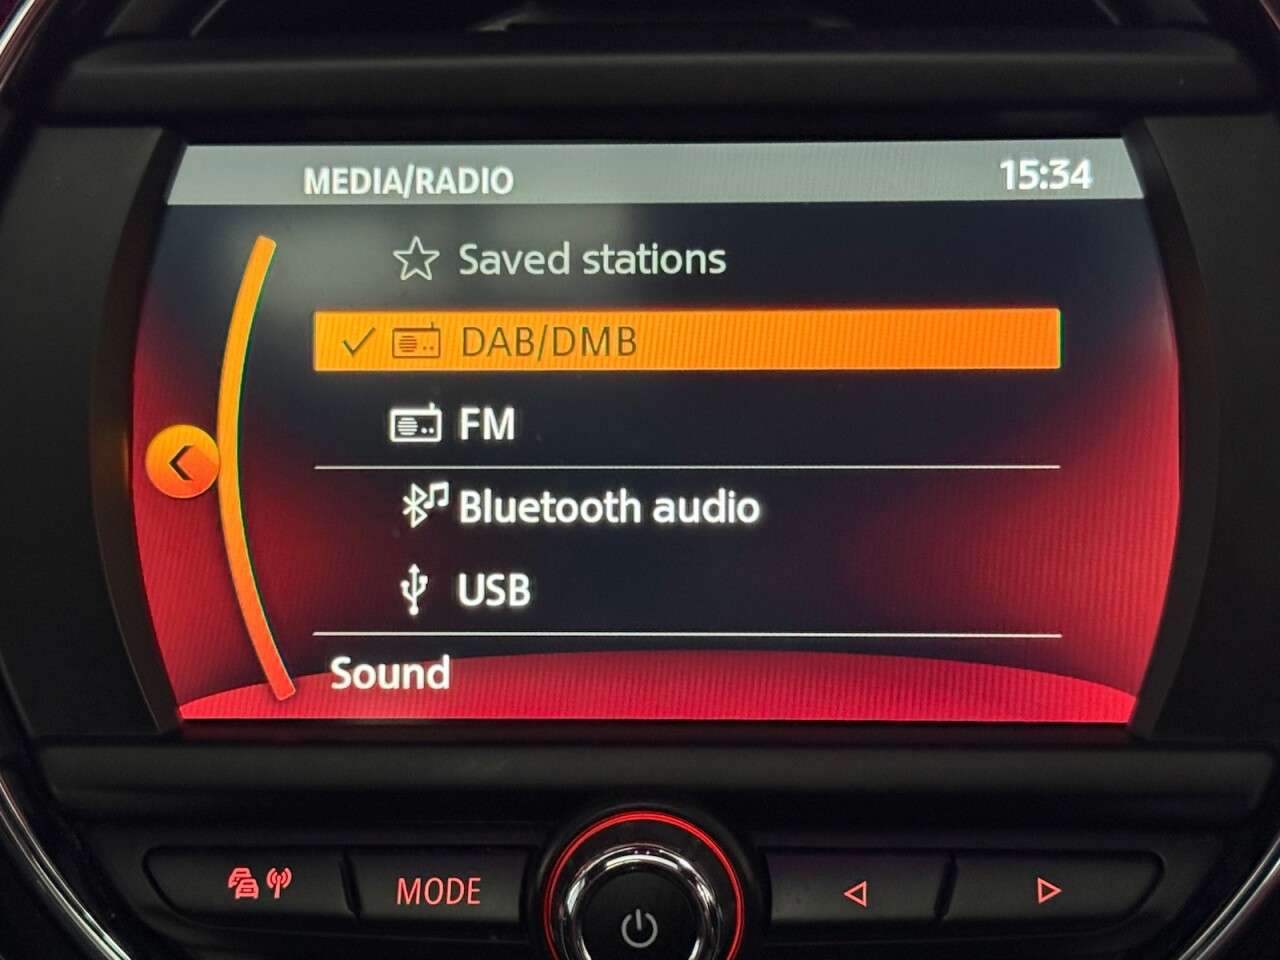 MEDIA/RADIO 15:34
Saved stations
DAB/DMB
FM
Bluetooth audio
USB
Sound
MODE